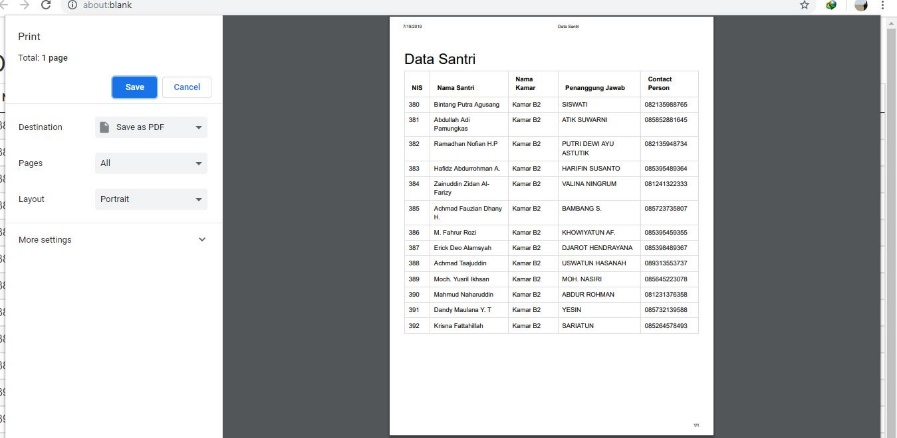 about:blank
Print
Total: 1 page
Save Cancel
Destination Save as PDF
Pages All
Layout Portrait
More settings
7/18/2019 Data Santri
Data Santri
NIS Nama Santri Nama Kamar Penanggung Jawab Contact Person
380 Bintang Putra Agusang Kamar B2 SISWATI 082135988765
381 Abdullah Adi Pamungkas Kamar B2 ATIK SUWARNI 085852881645
382 Ramadhan Nofian H.P Kamar B2 PUTRI DEWI AYU ASTUTIK 082135948734
383 Hafidz Abdurrohman A. Kamar B2 HARIFIN SUSANTO 085395489364
384 Zainuddin Zidan Al-Farizy Kamar B2 VALINA NINGRUM 081241322333
385 Achmad Fauzian Dhany H. Kamar B2 BAMBANG S. 085723735807
386 M. Fahrur Rozi Kamar B2 KHOWIYATUN AF. 085395459355
387 Erick Deo Alamsyah Kamar B2 DJAROT HENDRAYANA 085398489367
388 Achmad Taajuddin Kamar B2 USWATUN HASANAH 089313553737
389 Moch. Yusril Ikhsan Kamar B2 MOH. NASIRI 085645223078
390 Mahmud Naharuddin Kamar B2 ABDUR ROHMAN 081231376358
391 Dandy Maulana Y. T Kamar B2 YESIN 085732139588
392 Krisna Fattahillah Kamar B2 SARIATUN 085264578493
1/1